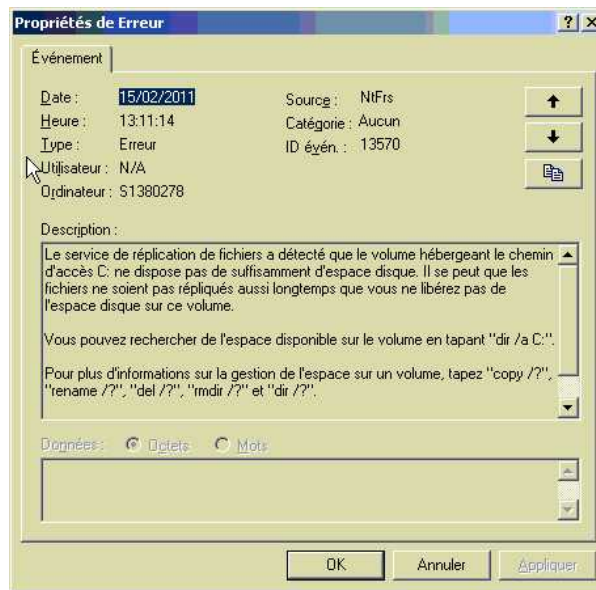 Propriétés de Erreur
Événement
Date : 15/02/2011
Source : NtFrs
Heure : 13:11:14
Catégorie : Aucun
Type : Erreur
ID évén. : 13570
Utilisateur : N/A
Ordinateur : S1380278
Description :
Le service de réplication de fichiers a détecté que le volume hébergeant le chemin
d'accès C: ne dispose pas de suffisamment d'espace disque. Il se peut que les
fichiers ne soient pas répliqués aussi longtemps que vous ne libérez pas de
l'espace disque sur ce volume.
Vous pouvez rechercher de l'espace disponible sur le volume en tapant "dir /a C:".
Pour plus d'informations sur la gestion de l'espace sur un volume, tapez "copy /?",
"rename /?", "del /?", "rmdir /?" et "dir /?".
Données : Octets Mots
OK Annuler Appliquer